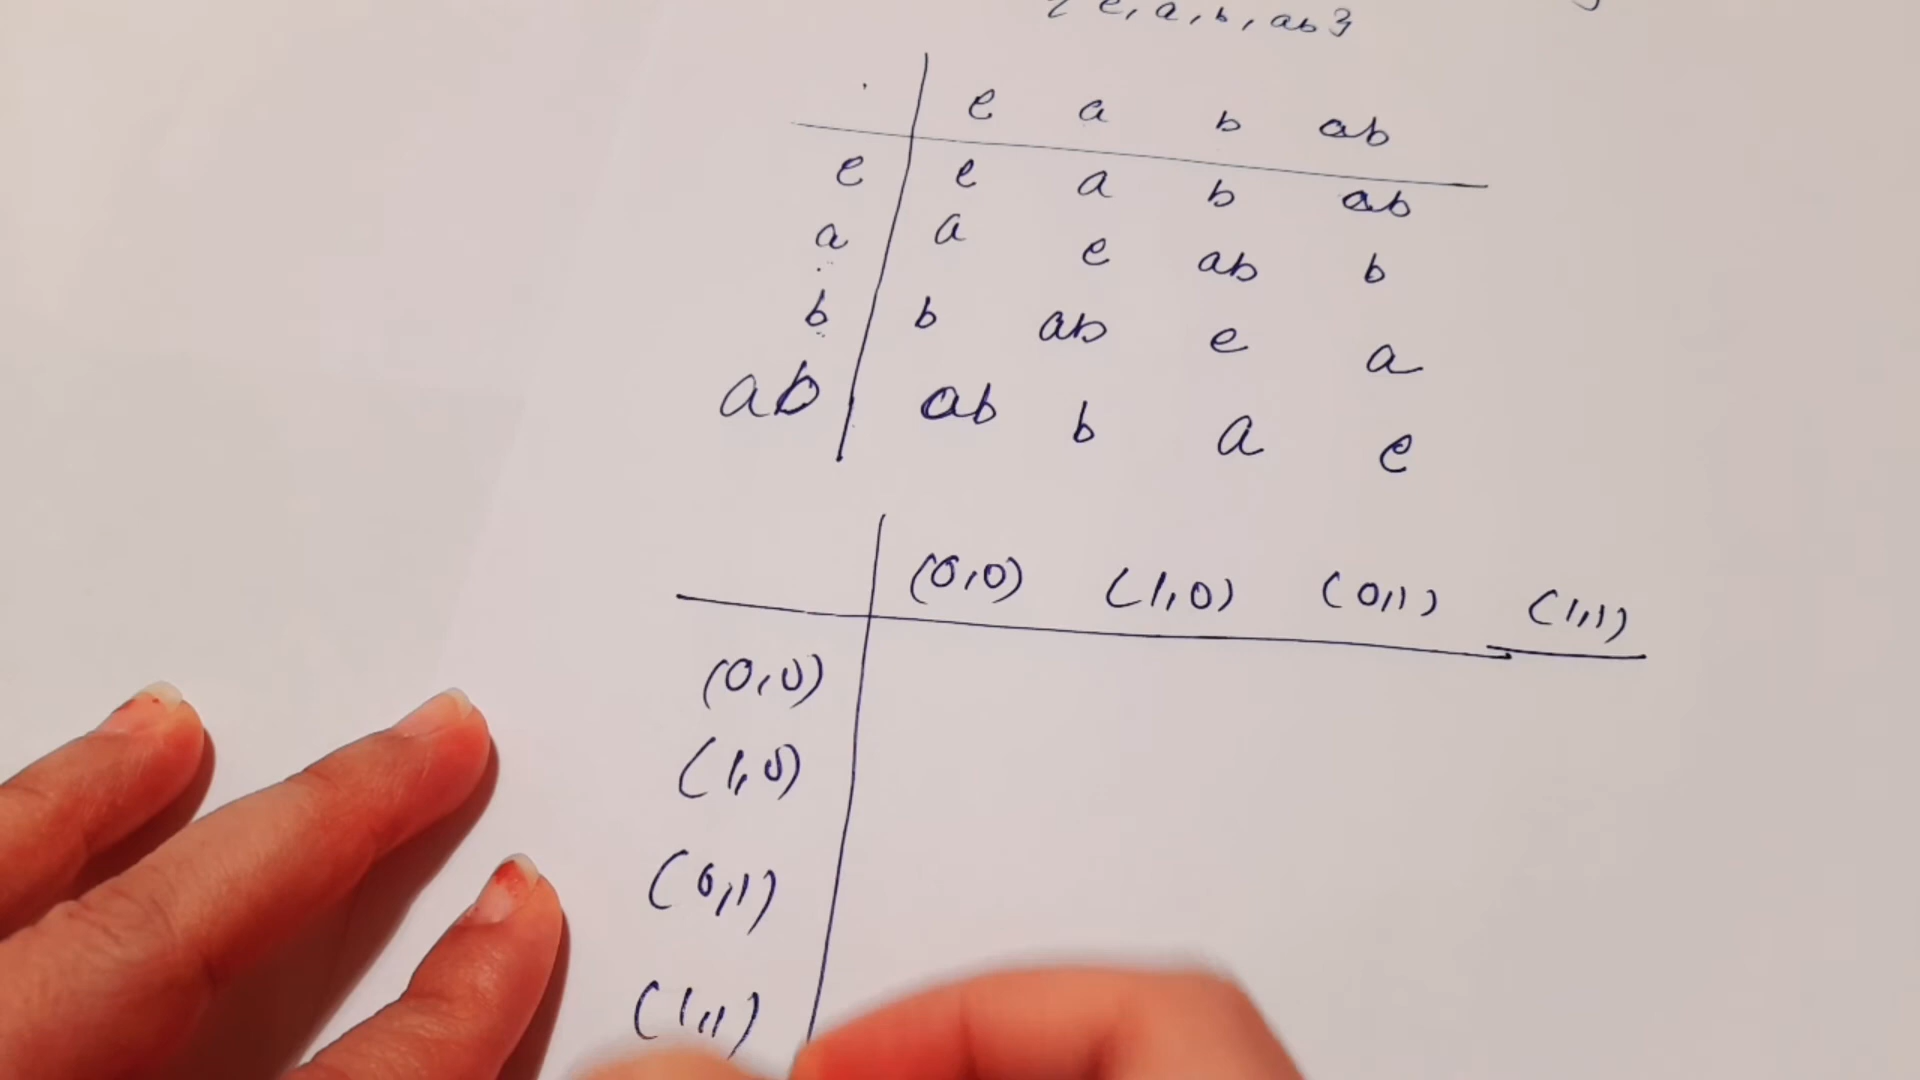 {e, a, b, ab}
. e a b ab
e e a b ab
a a e ab b
b b ab e a
ab ab b a e
(0,0) (1,0) (0,1) (1,1)
(0,0)
(1,0)
(0,1)
(1,1)